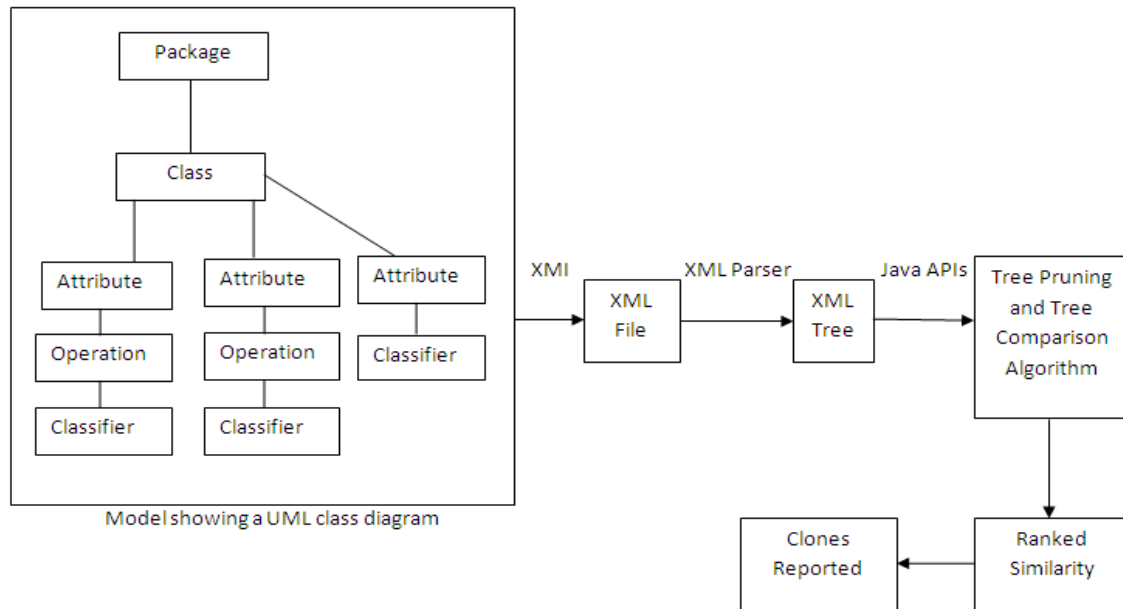 Package
Class
Attribute
Attribute
Attribute
Operation
Operation
Classifier
Classifier
Classifier
Model showing a UML class diagram
XMI
XML
File
XML Parser
XML
Tree
Java APIs
Tree Pruning
and Tree
Comparison
Algorithm
Ranked
Similarity
Clones
Reported